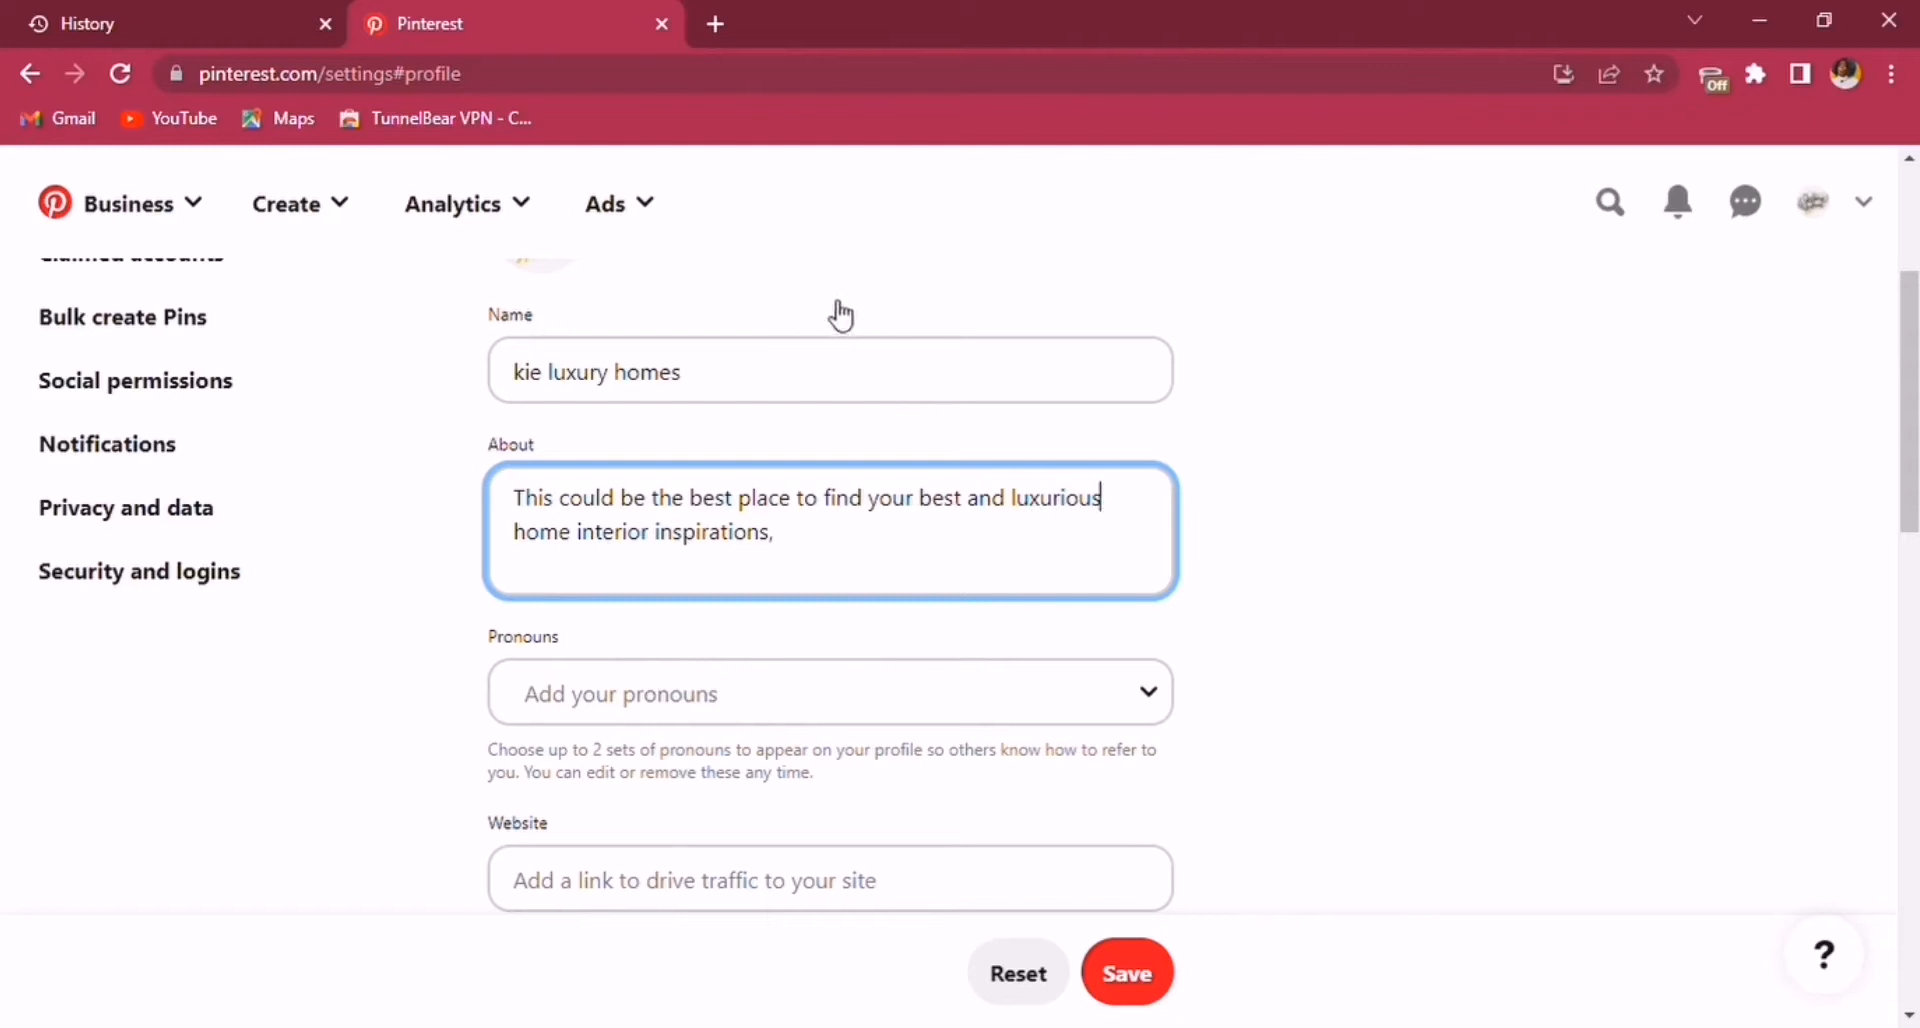 History
Pinterest
pinterest.com/settings#profile
Off
Gmail
YouTube
Maps
TunnelBear VPN - C...
Business
Create
Analytics
Ads
Claimed accounts
Bulk create Pins
Social permissions
Notifications
Privacy and data
Security and logins
Name
kie luxury homes
About
This could be the best place to find your best and luxurious
home interior inspirations,
Pronouns
Add your pronouns
Choose up to 2 sets of pronouns to appear on your profile so others know how to refer to
you. You can edit or remove these any time.
Website
Add a link to drive traffic to your site
Reset
Save
?